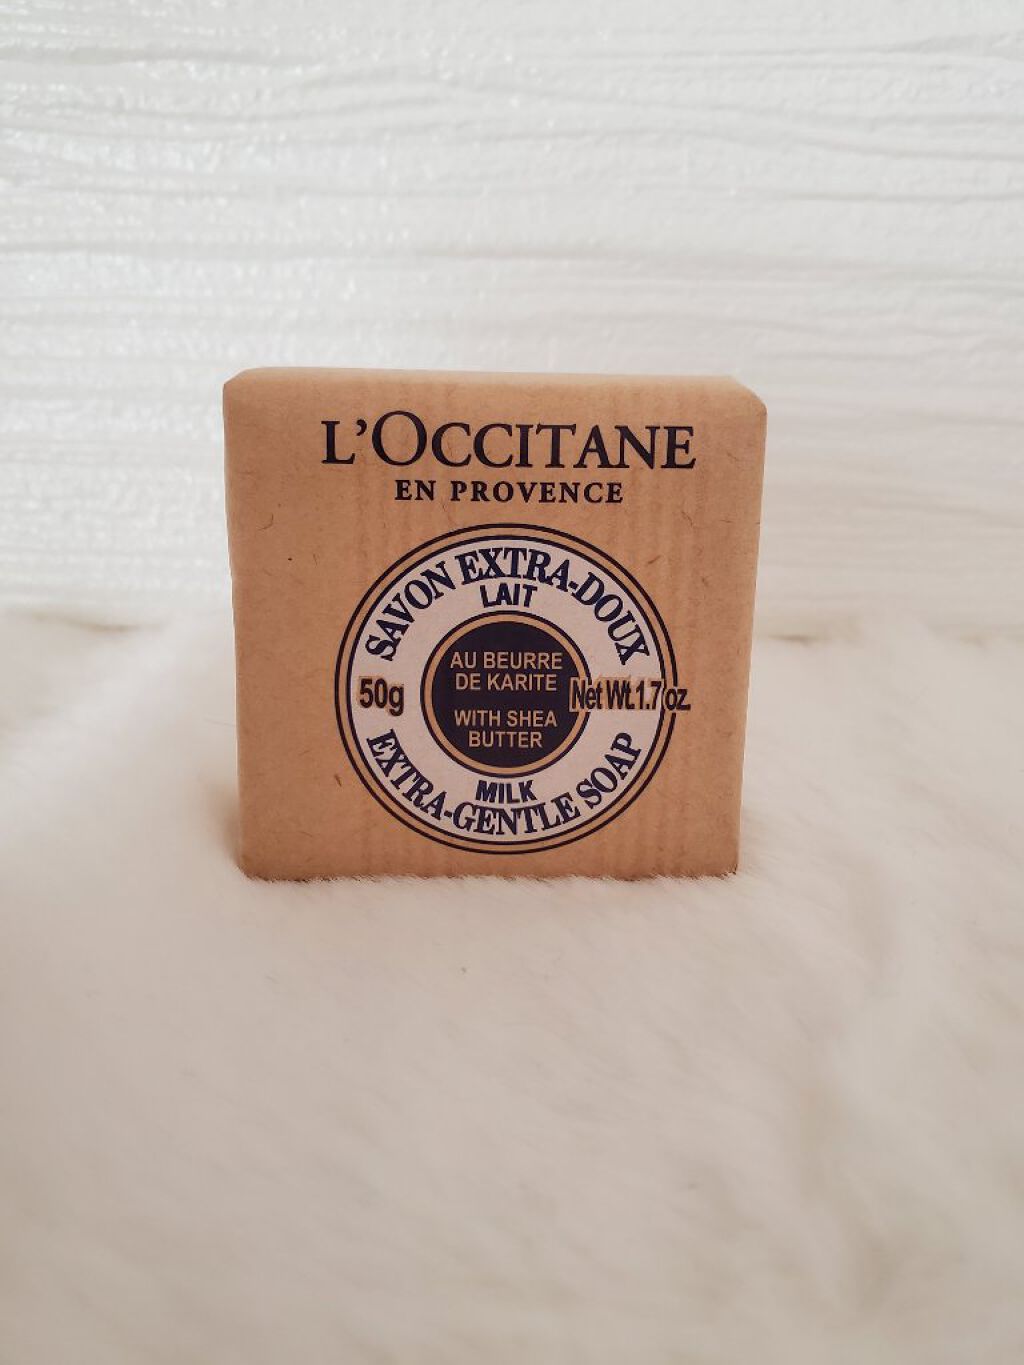 L'OCCITANE
EN PROVENCE
SAVON EXTRA-DOUX
LAIT
AU BEURRE
DE KARITE
50g
Net Wt.1.7 oz.
WITH SHEA
BUTTER
MILK
EXTRA-GENTLE SOAP